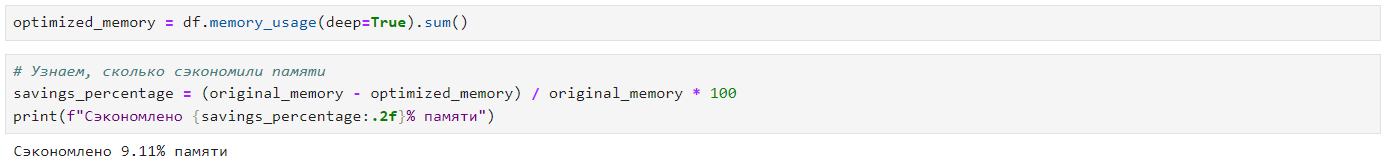 optimized_memory = df.memory_usage(deep=True).sum()
# Узнаем, сколько сэкономили памяти
savings_percentage = (original_memory - optimized_memory) / original_memory * 100
print(f"Сэкономлено {savings_percentage:.2f}% памяти")
Сэкономлено 9.11% памяти